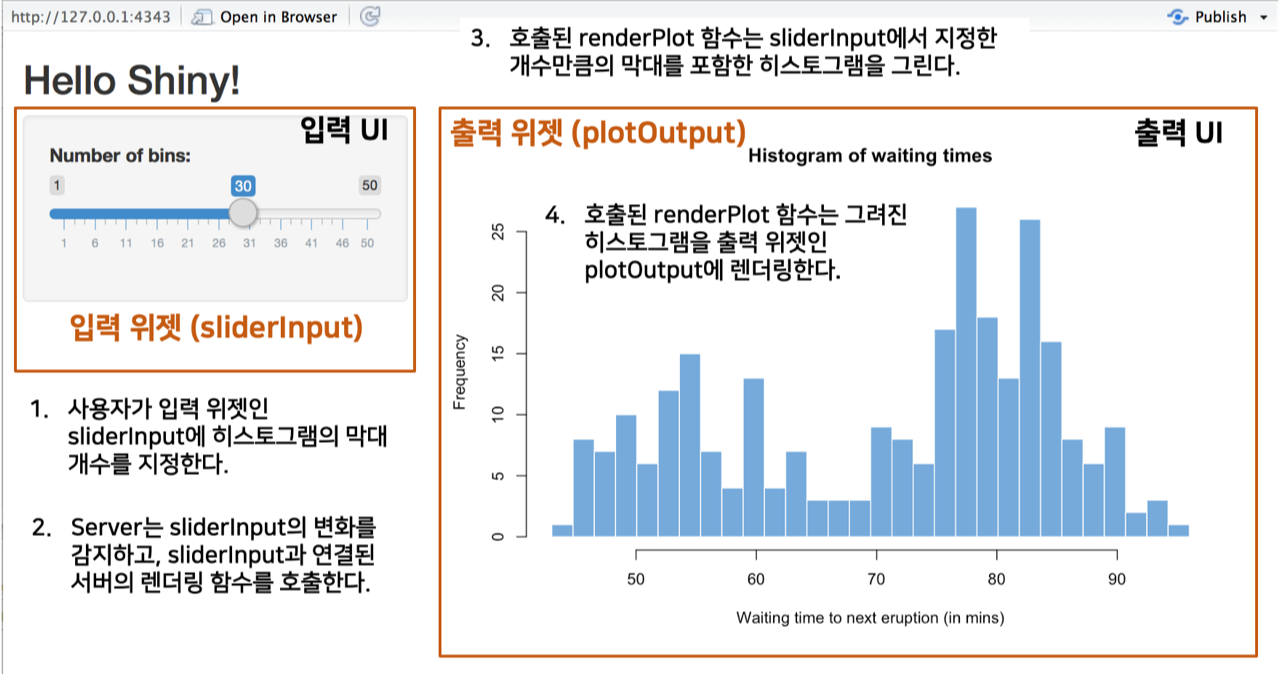 http://127.0.0.1:4343 Open in Browser Publish
Hello Shiny!
3. 호출된 renderPlot 함수는 sliderInput에서 지정한
개수만큼의 막대를 포함한 히스토그램을 그린다.
입력 UI
Number of bins:
1 30 50
1 6 11 16 21 26 31 36 41 46 50
입력 위젯 (sliderInput)
1. 사용자가 입력 위젯인
sliderInput에 히스토그램의 막대
개수를 지정한다.
2. Server는 sliderInput의 변화를
감지하고, sliderInput과 연결된
서버의 렌더링 함수를 호출한다.
출력 위젯 (plotOutput)
출력 UI
Histogram of waiting times
4. 호출된 renderPlot 함수는 그려진
히스토그램을 출력 위젯인
plotOutput에 렌더링한다.
Frequency
25
20
15
10
5
0
50 60 70 80 90
Waiting time to next eruption (in mins)